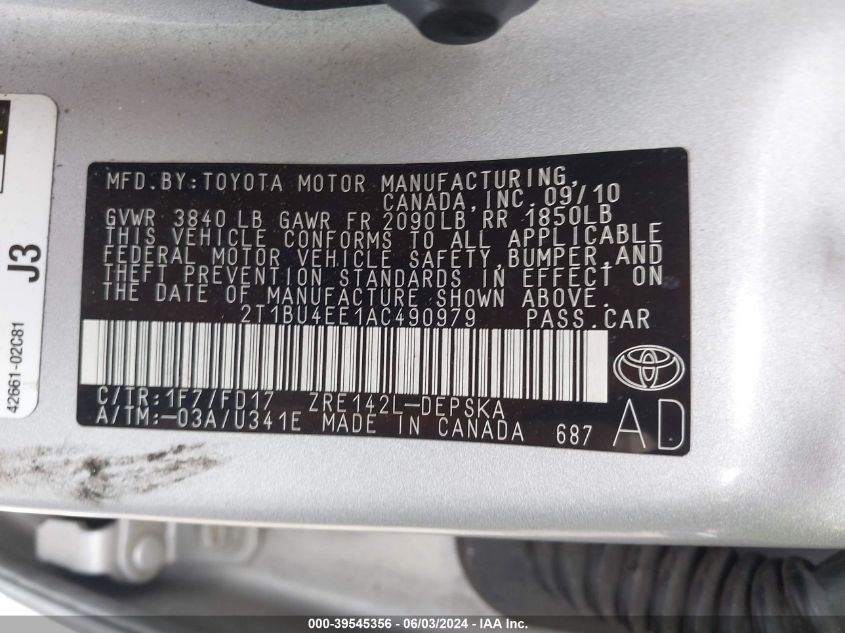 MFD.BY:TOYOTA MOTOR MANUFACTURING,
CANADA,INC. 09/10
GVWR 3840 LB GAWR FR 2090LB RR 1850LB
THIS VEHICLE CONFORMS TO ALL APPLICABLE
FEDERAL MOTOR VEHICLE SAFETY,BUMPER,AND
THEFT PREVENTION STANDARDS IN EFFECT ON
THE DATE OF MANUFACTURE SHOWN ABOVE.
2T1BU4EE1AC490979 PASS.CAR
C/TR:1F7/FD17 ZRE142L-DEPSKA
A/TM:-03A/U341E MADE IN CANADA 687
AD
J3
42661-02C81
000-39545356 - 06/03/2024 - IAA Inc.